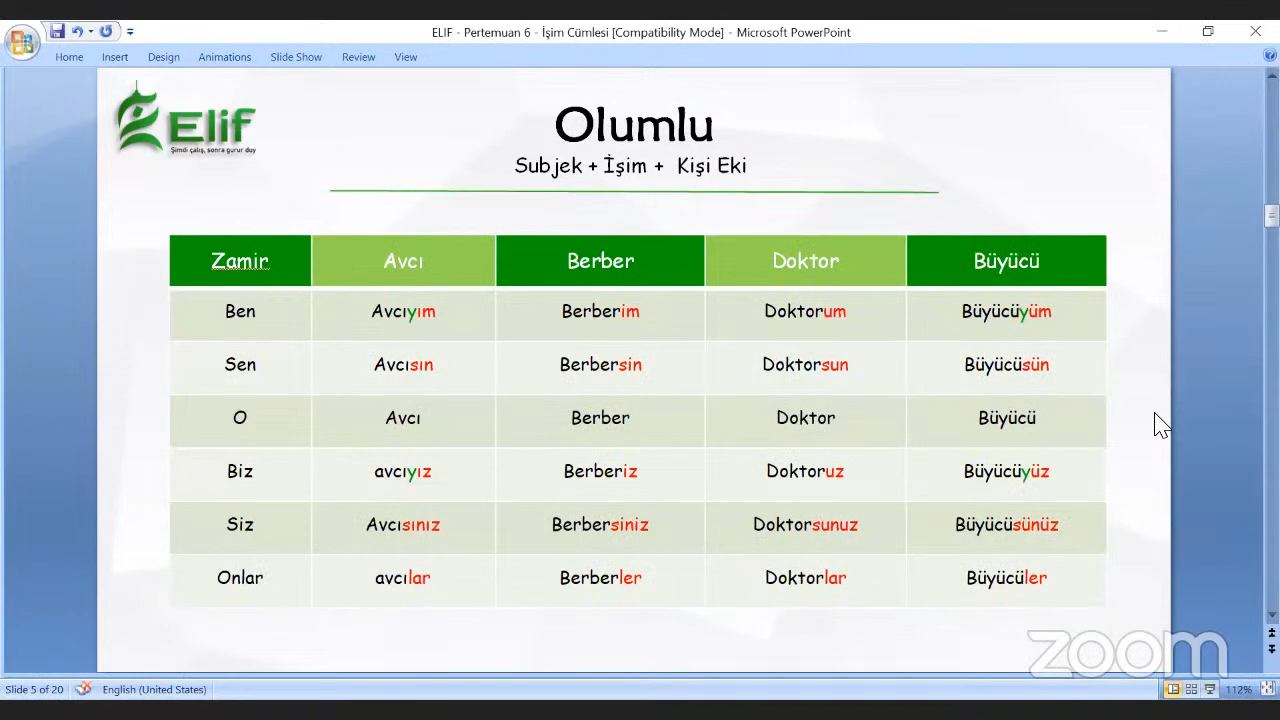 ELIF - Pertemuan 6 - İşim Cümlesi [Compatibility Mode] - Microsoft PowerPoint
Home Insert Design Animations Slide Show Review View
Elif
Şimdi çalış, sonra gurur duy
Olumlu
Subjek + İşim + Kişi Eki
Zamir Avcı Berber Doktor Büyücü
Ben Avcıyım Berberim Doktorum Büyücüyüm
Sen Avcısın Berbersin Doktorsun Büyücüsün
O Avcı Berber Doktor Büyücü
Biz avcıyız Berberiz Doktoruz Büyücüyüz
Siz Avcısınız Berbersiniz Doktorsunuz Büyücüsünüz
Onlar avcılar Berberler Doktorlar Büyücüler
zoom
Slide 5 of 20 English (United States) 112%